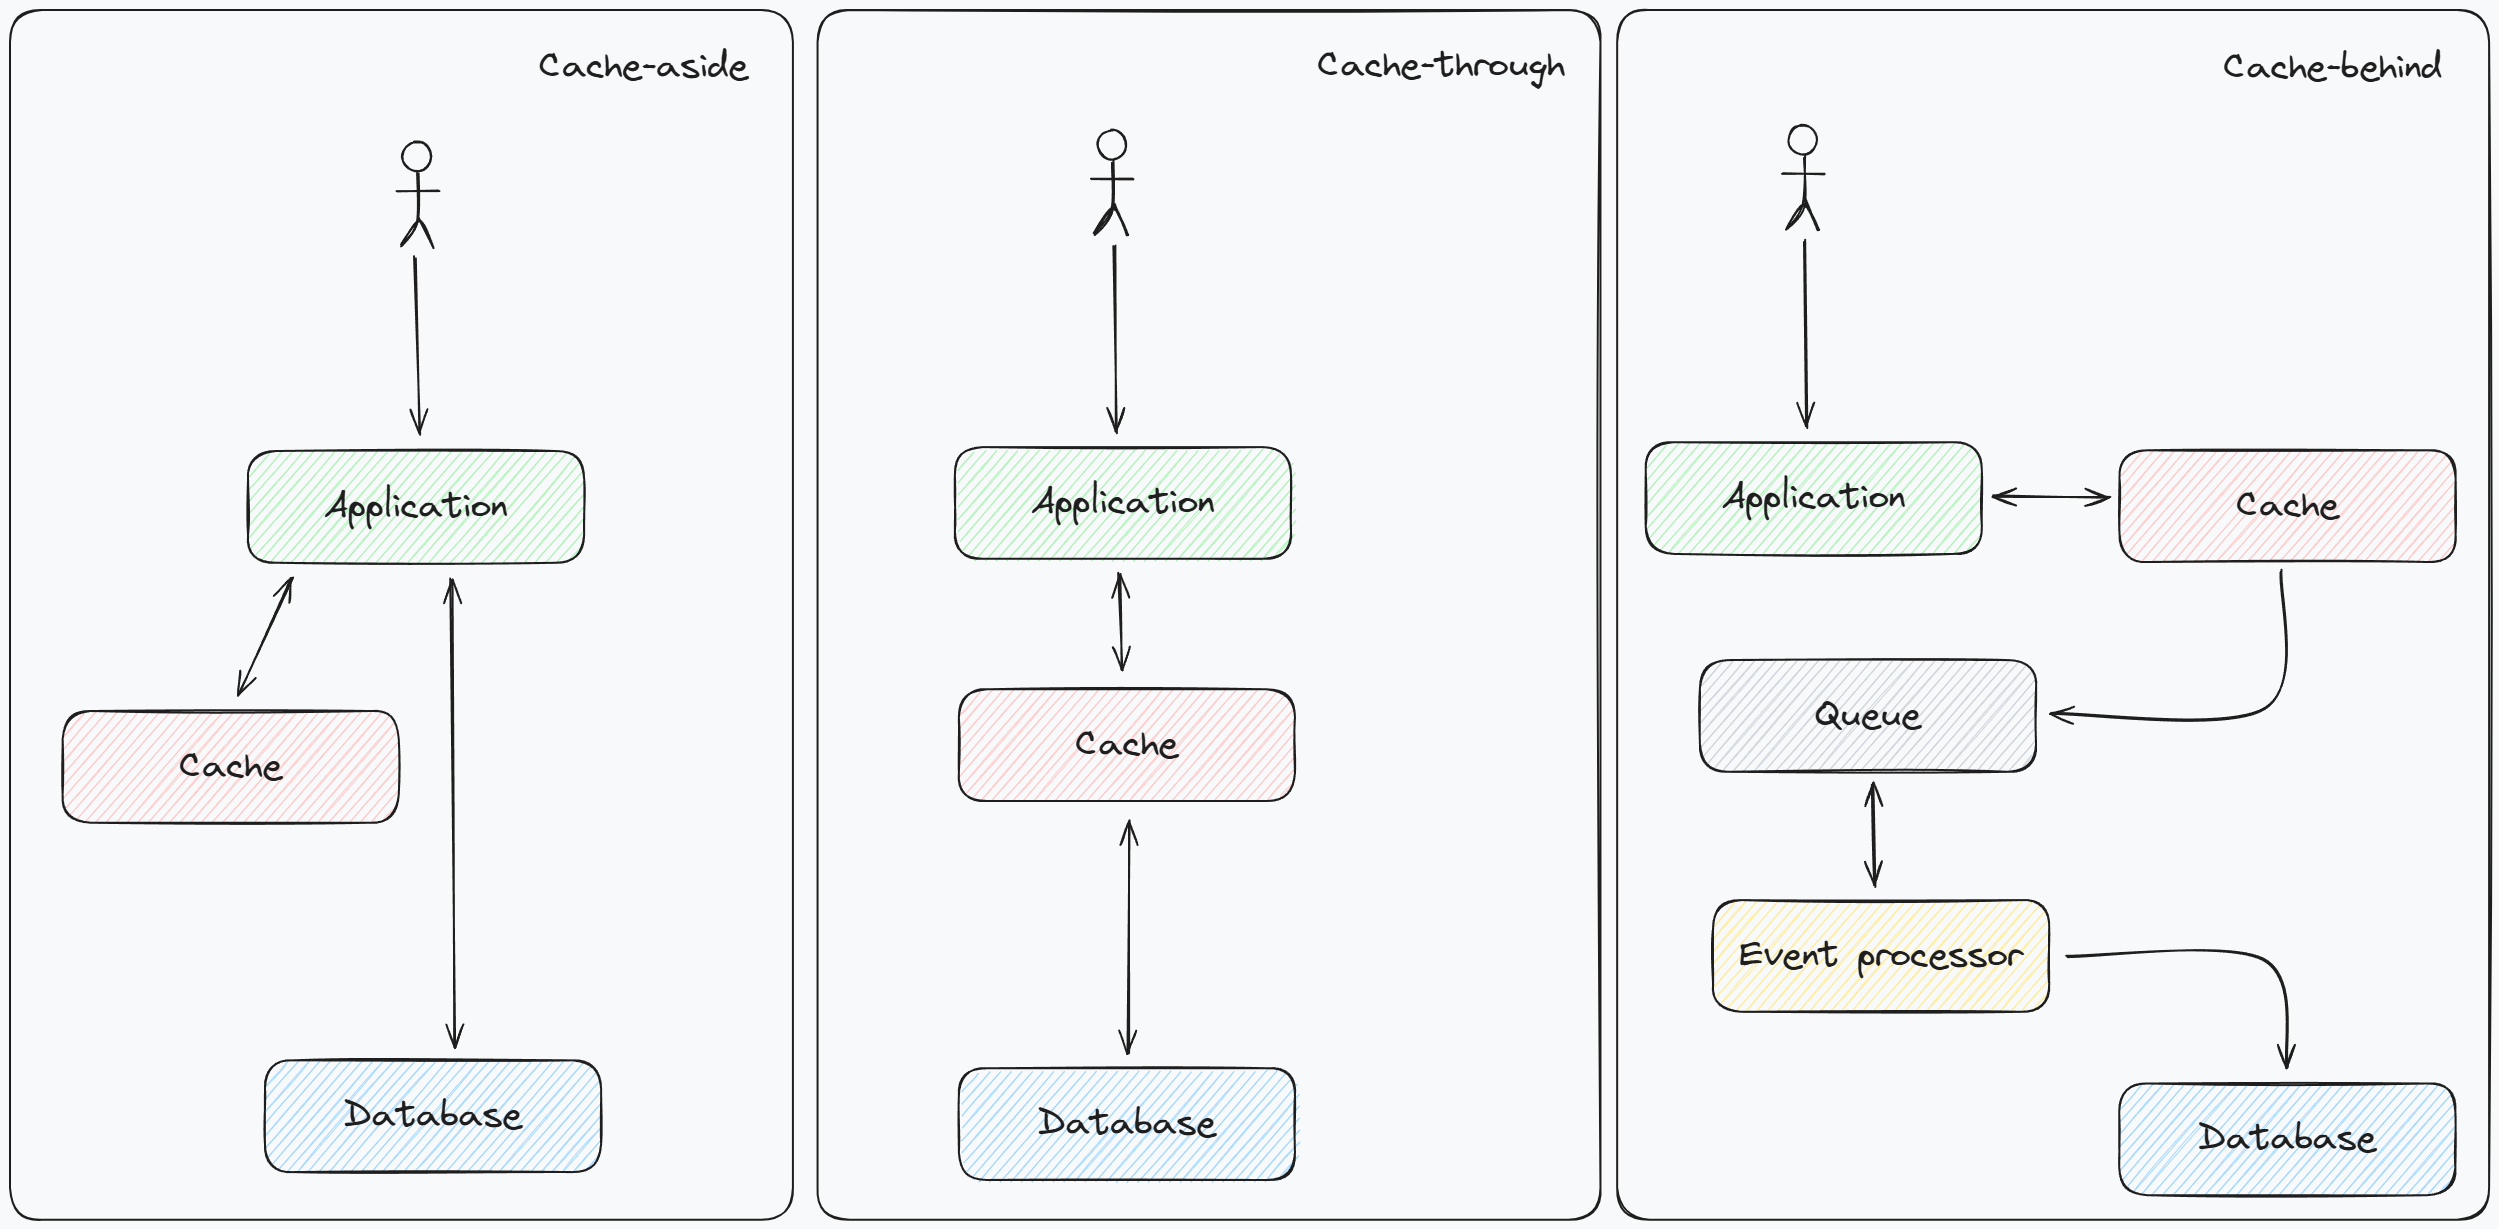 Cache-aside
Application
Cache
Database
Cache-through
Application
Cache
Database
Cache-behind
Application
Cache
Queue
Event processor
Database